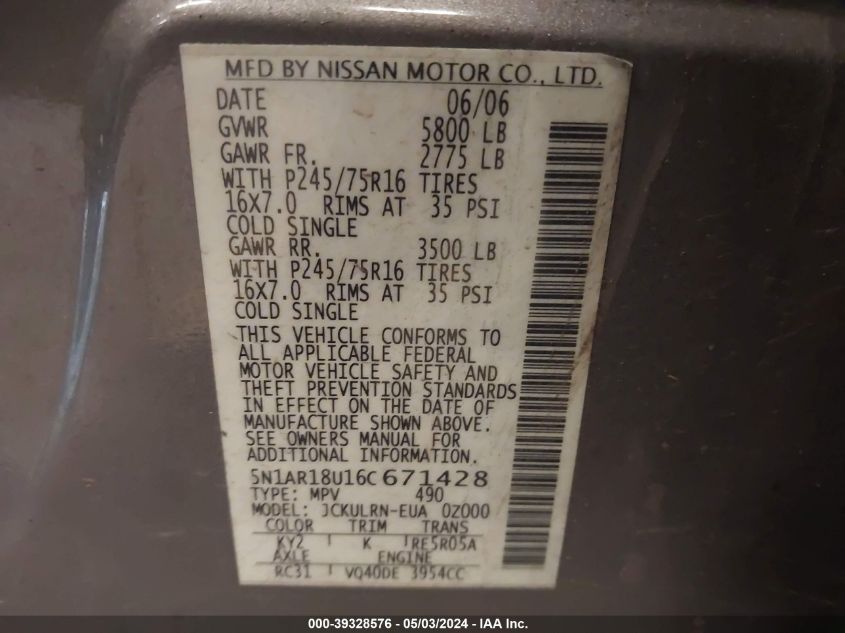 MFD BY NISSAN MOTOR CO., LTD.
DATE 06/06
GVWR 5800 LB
GAWR FR. 2775 LB
WITH P245/75R16 TIRES
16X7.0 RIMS AT 35 PSI
COLD SINGLE
GAWR RR. 3500 LB
WITH P245/75R16 TIRES
16X7.0 RIMS AT 35 PSI
COLD SINGLE
THIS VEHICLE CONFORMS TO
ALL APPLICABLE FEDERAL
MOTOR VEHICLE SAFETY AND
THEFT PREVENTION STANDARDS
IN EFFECT ON THE DATE OF
MANUFACTURE SHOWN ABOVE.
SEE OWNERS MANUAL FOR
ADDITIONAL INFORMATION.
5N1AR18U16C671428
TYPE: MPV 490
MODEL: JCKULRN-EUA 0Z000
COLOR TRIM TRANS
KY2 K RE5R05A
AXLE ENGINE
RC31 VQ40DE 3954CC
000-39328576 - 05/03/2024 - IAA Inc.